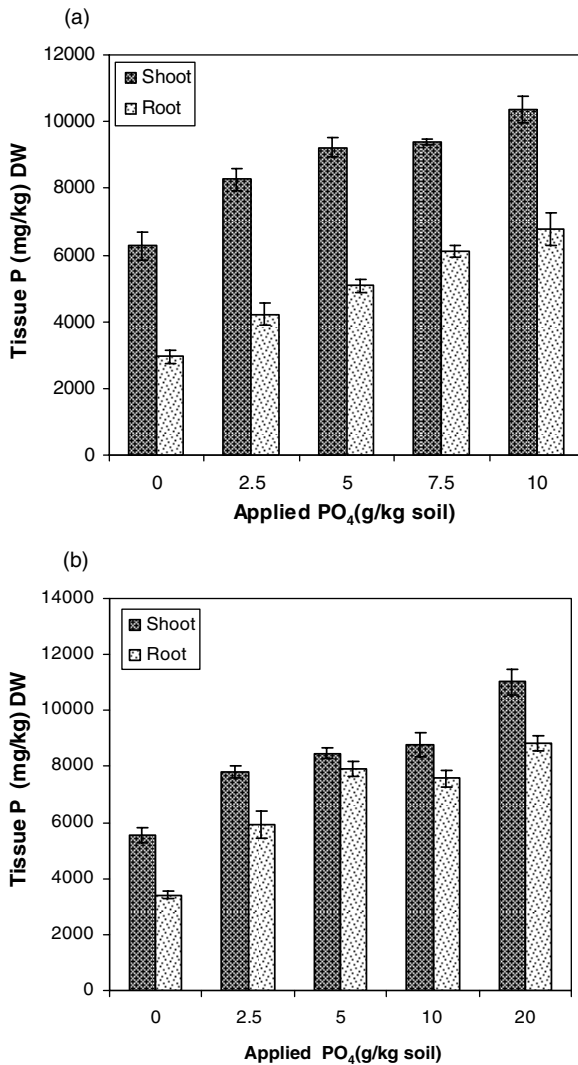 (a)
12000
10000
8000
6000
4000
2000
0
Tissue P (mg/kg) DW
Shoot
Root
0 2.5 5 7.5 10
Applied PO₄(g/kg soil)
(b)
14000
12000
10000
8000
6000
4000
2000
0
Tissue P (mg/kg) DW
Shoot
Root
0 2.5 5 10 20
Applied PO₄(g/kg soil)